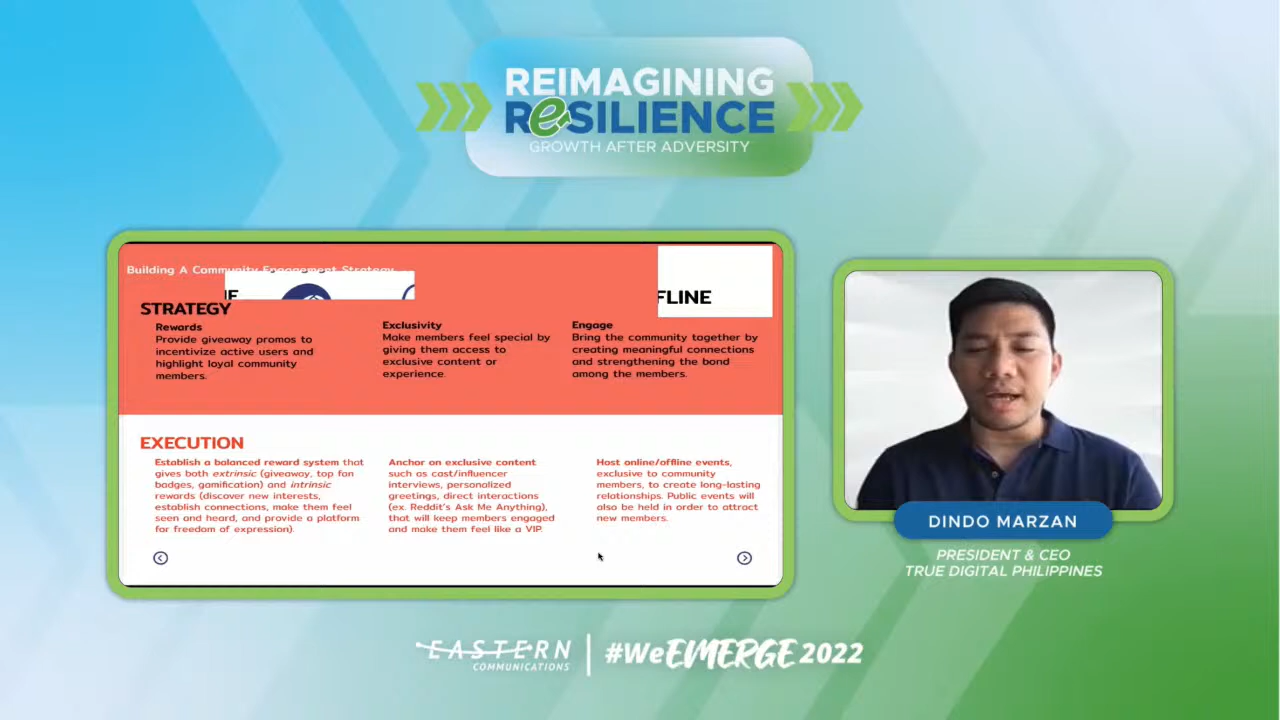 REIMAGINING
ReSILIENCE
GROWTH AFTER ADVERSITY
Building A Community Engagement Strategy
FLINE
STRATEGY
Rewards
Provide giveaway promos to
incentivize active users and
highlight loyal community
members.
Exclusivity
Make members feel special by
giving them access to
exclusive content or
experience.
Engage
Bring the community together by
creating meaningful connections
and strengthening the bond
among the members.
EXECUTION
Establish a balanced reward system that
gives both extrinsic (giveaway, top fan
badges, gamification) and intrinsic
rewards (discover new interests,
establish connections, make them feel
seen and heard, and provide a platform
for freedom of expression).
Anchor on exclusive content
such as cast/influencer
interviews, personalized
greetings, direct interactions
(ex. Reddit's Ask Me Anything),
that will keep members engaged
and make them feel like a VIP.
Host online/offline events,
exclusive to community
members, to create long-lasting
relationships. Public events will
also be held in order to attract
new members.
DINDO MARZAN
PRESIDENT & CEO
TRUE DIGITAL PHILIPPINES
EASTERN
COMMUNICATIONS
#WeEMERGE2022